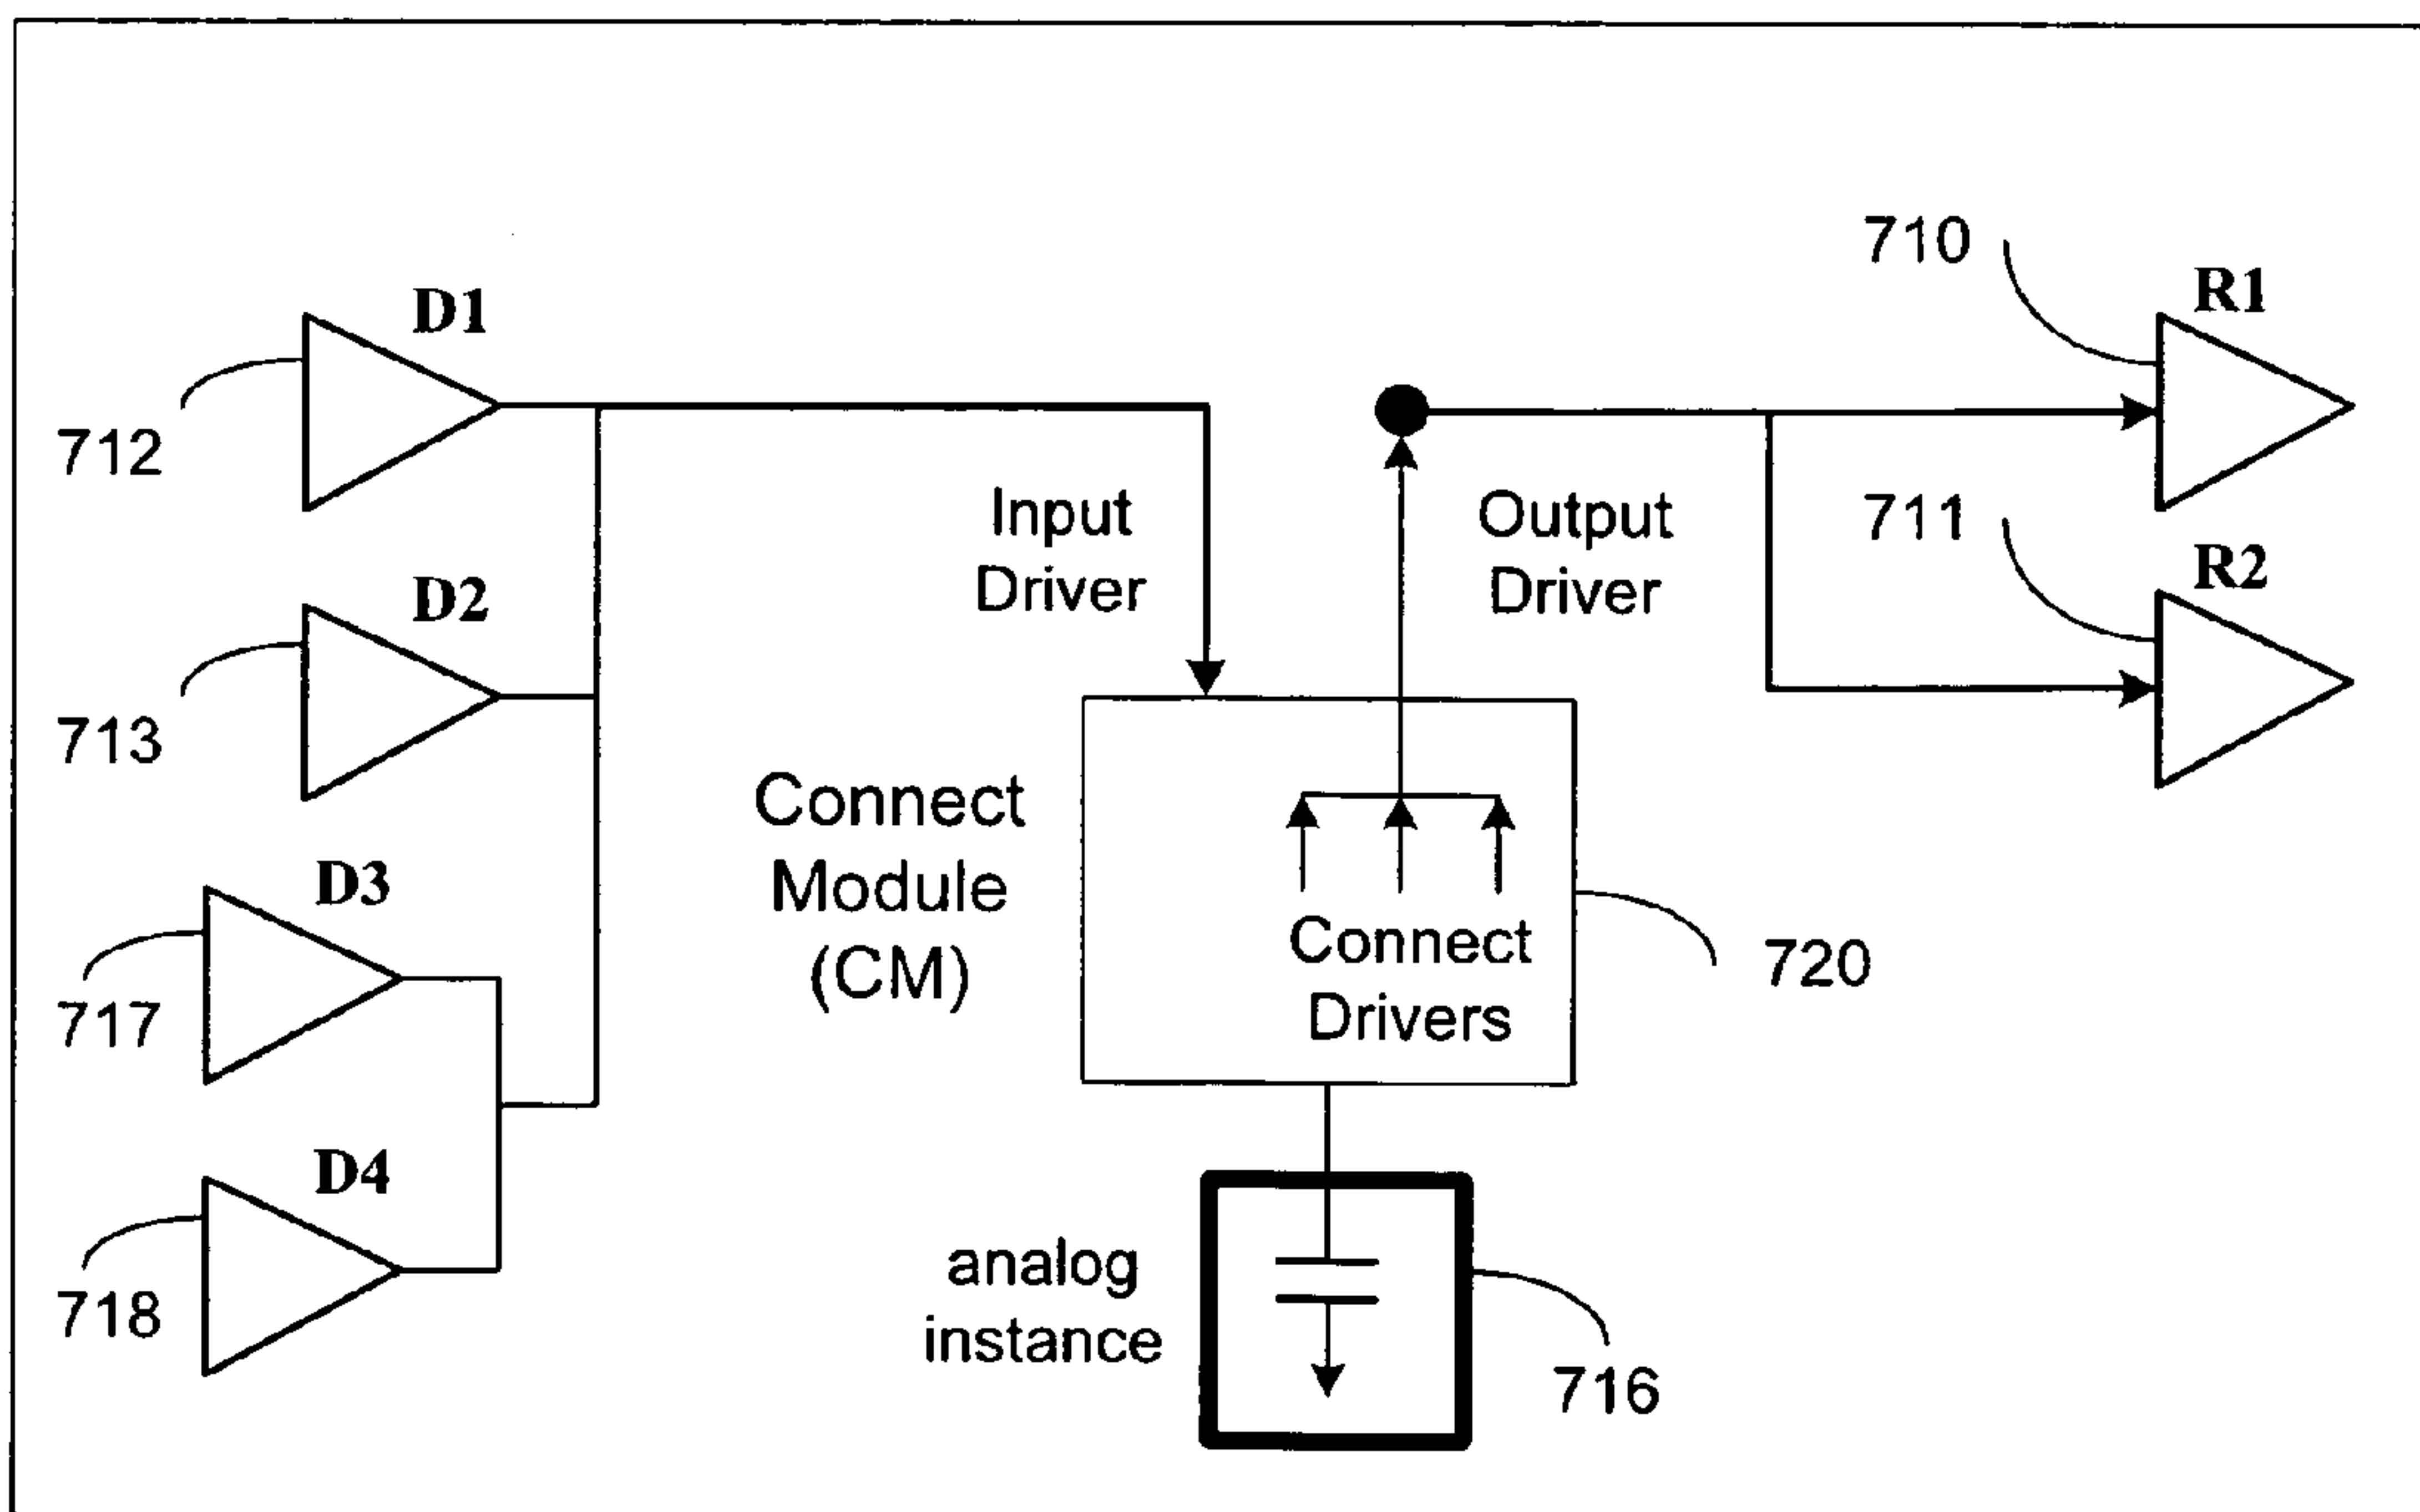 710
R1
D1
712
Input
Driver
Output
Driver
711
R2
D2
713
Connect
Module
(CM)
D3
717
Connect
Drivers
720
D4
718
analog
instance
716